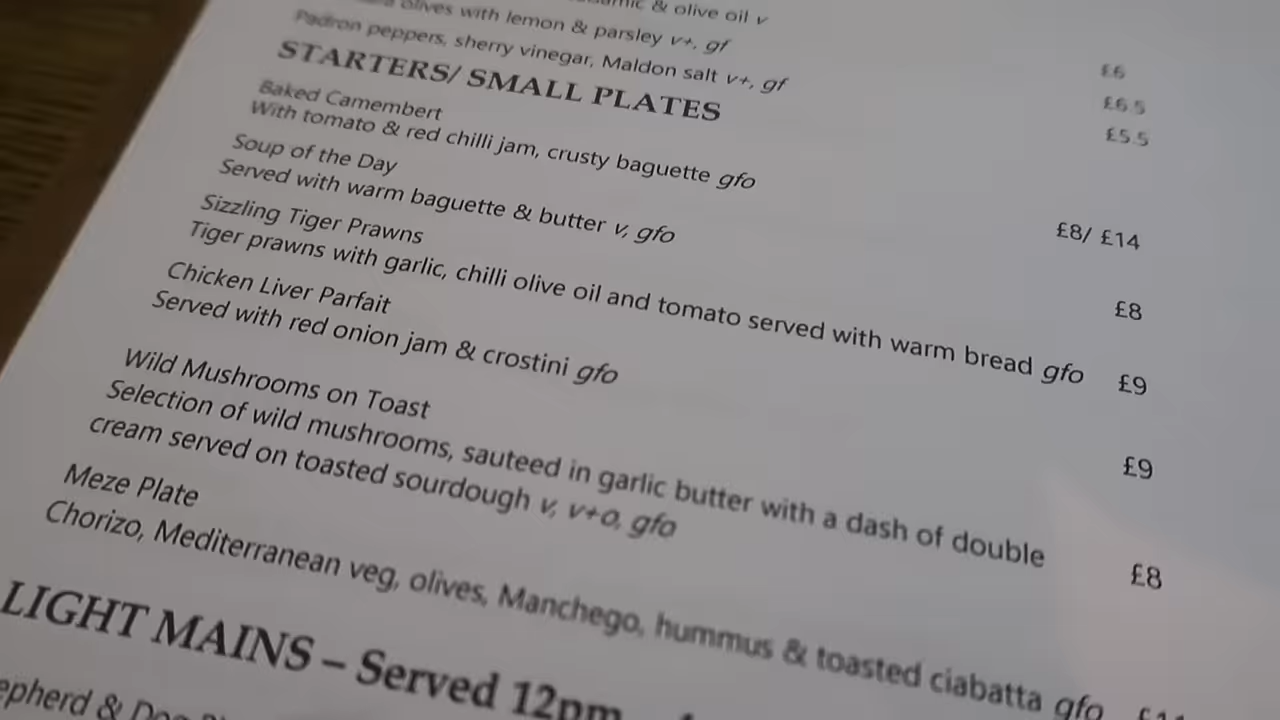 & olive oil v
olives with lemon & parsley v+, gf £6
Padron peppers, sherry vinegar, Maldon salt v+, gf £6.5
STARTERS/ SMALL PLATES £5.5
Baked Camembert
With tomato & red chilli jam, crusty baguette gfo £8/ £14
Soup of the Day
Served with warm baguette & butter v, gfo £8
Sizzling Tiger Prawns
Tiger prawns with garlic, chilli olive oil and tomato served with warm bread gfo £9
Chicken Liver Parfait
Served with red onion jam & crostini gfo £9
Wild Mushrooms on Toast
Selection of wild mushrooms, sauteed in garlic butter with a dash of double
cream served on toasted sourdough v, v+o, gfo £8
Meze Plate
Chorizo, Mediterranean veg, olives, Manchego, hummus & toasted ciabatta gfo
LIGHT MAINS – Served 12pm
& Dog